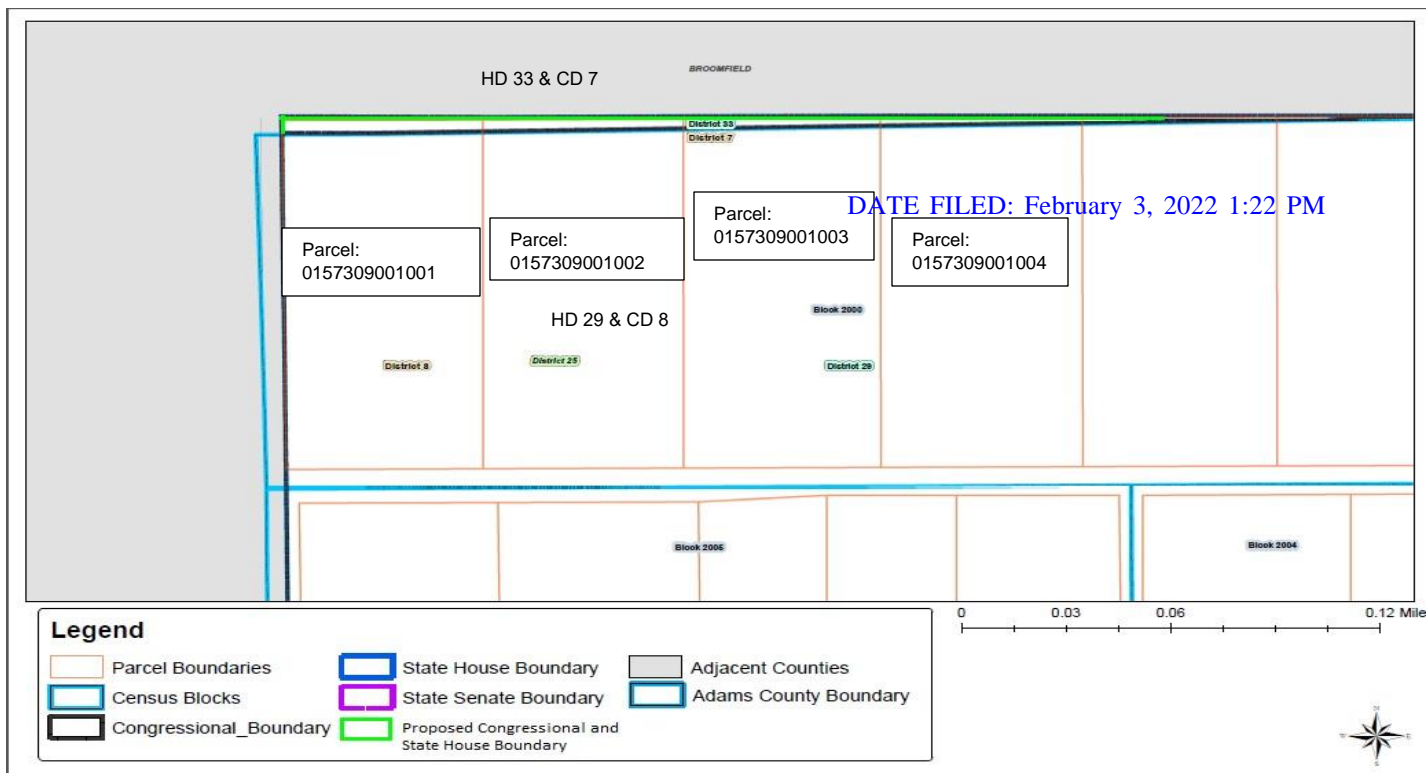 HD 33 & CD 7
BROOMFIELD
District 33
District 7
DATE FILED: February 3, 2022 1:22 PM
Parcel:
0157309001001
Parcel:
0157309001002
Parcel:
0157309001003
Parcel:
0157309001004
HD 29 & CD 8
Block 2000
District 8
District 25
District 29
Block 2005
Block 2004
Legend
Parcel Boundaries
Census Blocks
Congressional_Boundary
State House Boundary
State Senate Boundary
Proposed Congressional and
State House Boundary
Adjacent Counties
Adams County Boundary
0 0.03 0.06 0.12 Mile
N
W E
S